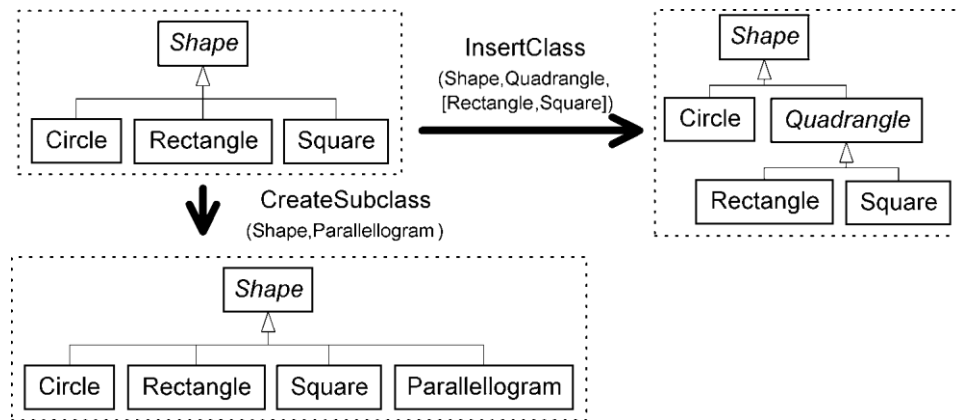 Shape
Circle
Rectangle
Square
InsertClass
(Shape,Quadrangle,
[Rectangle,Square])
Shape
Circle
Quadrangle
Rectangle
Square
CreateSubclass
(Shape,Parallellogram )
Shape
Circle
Rectangle
Square
Parallellogram